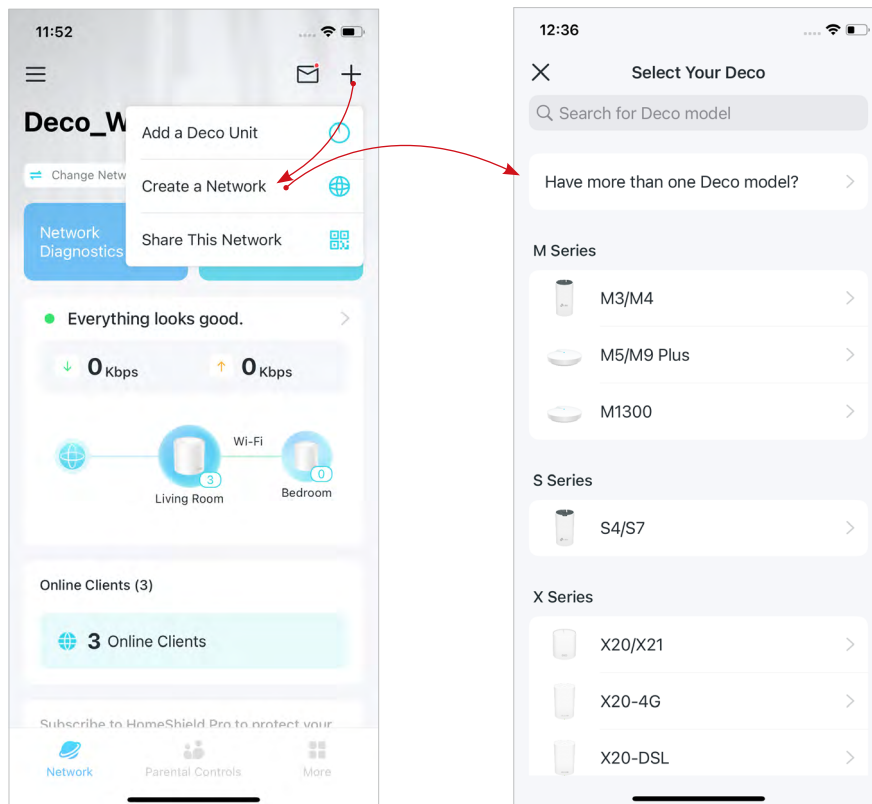 11:52
Deco_W
Add a Deco Unit
Change Netw
Create a Network
Network
Diagnostics
Share This Network
Everything looks good.
0 Kbps
0 Kbps
Wi-Fi
3
0
Living Room
Bedroom
Online Clients (3)
3 Online Clients
Subscribe to HomeShield Pro to protect your
Network
Parental Controls
More
12:36
Select Your Deco
Search for Deco model
Have more than one Deco model?
M Series
M3/M4
M5/M9 Plus
M1300
S Series
S4/S7
X Series
X20/X21
X20-4G
X20-DSL